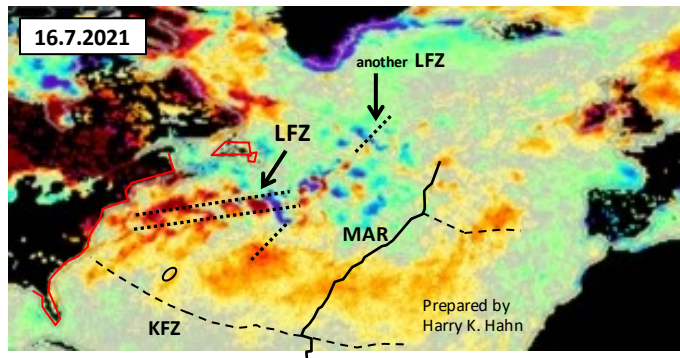 16.7.2021
another LFZ
LFZ
MAR
Prepared by
Harry K. Hahn
KFZ